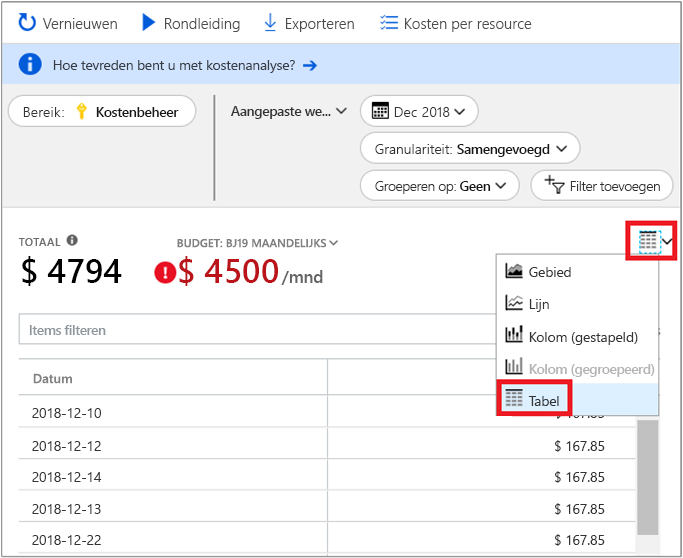 Vernieuwen Rondleiding Exporteren Kosten per resource
Hoe tevreden bent u met kostenanalyse? →
Bereik: Kostenbeheer Aangepaste we... Dec 2018
Granulariteit: Samengevoegd
Groeperen op: Geen Filter toevoegen
TOTAAL BUDGET: BJ19 MAANDELIJKS
$ 4794 $ 4500 /mnd
Gebied
Lijn
Kolom (gestapeld)
Kolom (gegroepeerd)
Tabel
Items filteren
Datum
2018-12-10 $ 167.85
2018-12-12 $ 167.85
2018-12-14 $ 167.85
2018-12-13 $ 167.85
2018-12-22 $ 167.85